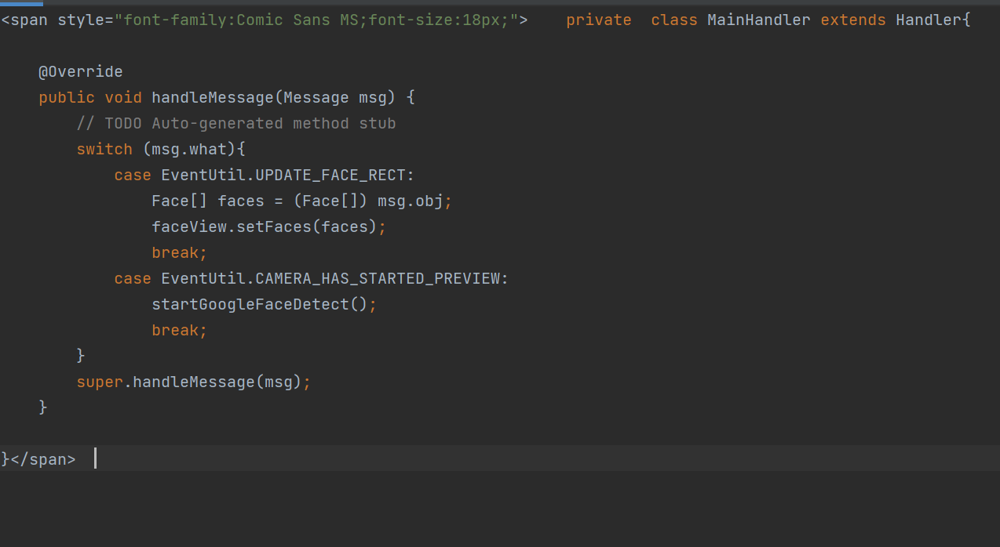 <span style="font-family:Comic Sans MS;font-size:18px;">    private  class MainHandler extends Handler{
    @Override
    public void handleMessage(Message msg) {
        // TODO Auto-generated method stub
        switch (msg.what){
            case EventUtil.UPDATE_FACE_RECT:
                Face[] faces = (Face[]) msg.obj;
                faceView.setFaces(faces);
                break;
            case EventUtil.CAMERA_HAS_STARTED_PREVIEW:
                startGoogleFaceDetect();
                break;
        }
        super.handleMessage(msg);
    }
}</span>